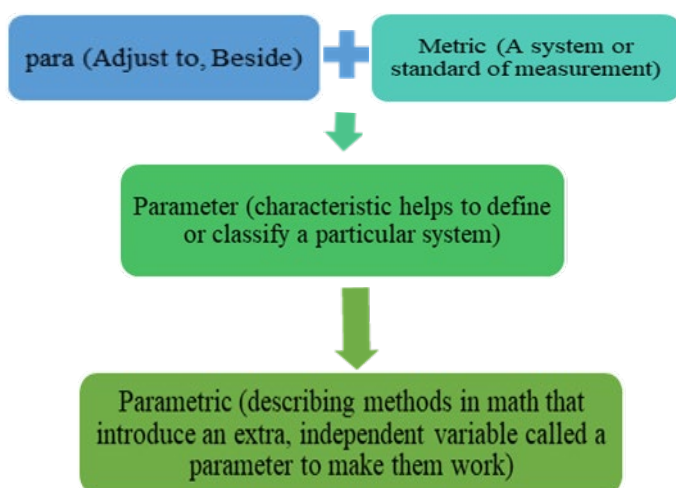 para (Adjust to, Beside)
Metric (A system or
standard of measurement)
Parameter (characteristic helps to define
or classify a particular system)
Parametric (describing methods in math that
introduce an extra, independent variable called a
parameter to make them work)